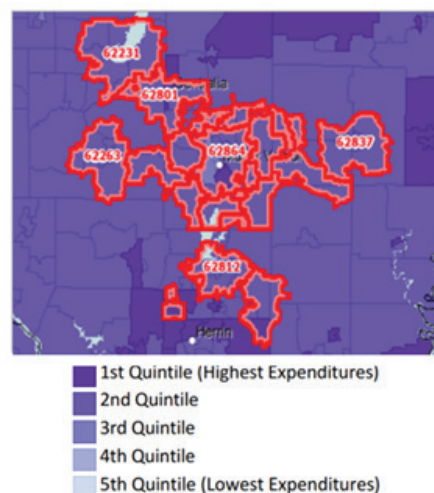 62231
62801
62263
62864
62837
62812
Herrin
1st Quintile (Highest Expenditures)
2nd Quintile
3rd Quintile
4th Quintile
5th Quintile (Lowest Expenditures)